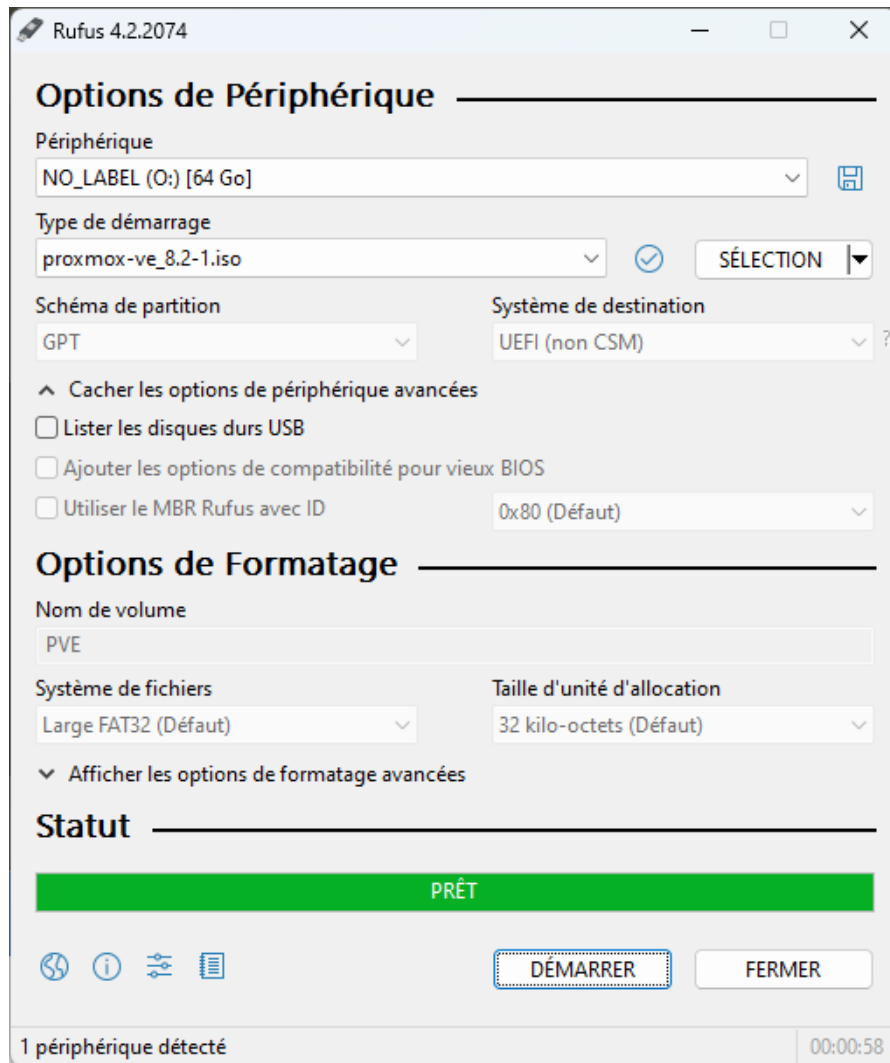 Rufus 4.2.2074
Options de Périphérique
Périphérique
NO_LABEL (O:) [64 Go]
Type de démarrage
proxmox-ve_8.2-1.iso
SÉLECTION
Schéma de partition
Système de destination
GPT
UEFI (non CSM)
?
Cacher les options de périphérique avancées
Lister les disques durs USB
Ajouter les options de compatibilité pour vieux BIOS
Utiliser le MBR Rufus avec ID
0x80 (Défaut)
Options de Formatage
Nom de volume
PVE
Système de fichiers
Taille d'unité d'allocation
Large FAT32 (Défaut)
32 kilo-octets (Défaut)
Afficher les options de formatage avancées
Statut
PRÊT
DÉMARRER
FERMER
1 périphérique détecté
00:00:58